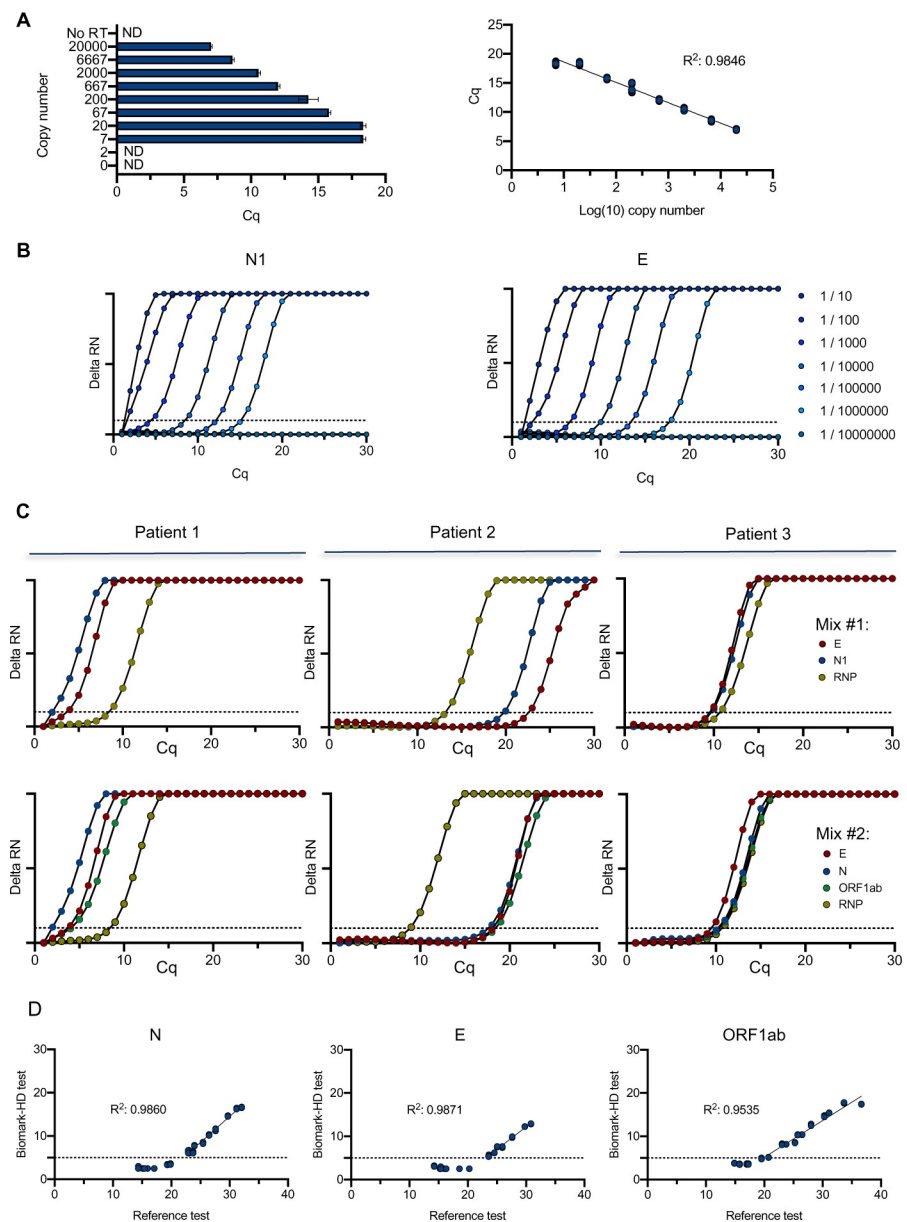 A
No RT
20000
6667
2000
667
200
67
20
7
2
0
ND
ND
ND
Copy number
0
5
10
15
20
Cq
25
20
15
10
5
0
Cq
R²: 0.9846
0
1
2
3
4
5
Log(10) copy number
B
N1
Delta RN
0
10
20
30
Cq
E
Delta RN
0
10
20
30
Cq
1 / 10
1 / 100
1 / 1000
1 / 10000
1 / 100000
1 / 1000000
1 / 10000000
C
Patient 1
Patient 2
Patient 3
Delta RN
0
10
20
30
Cq
Delta RN
0
10
20
30
Cq
Delta RN
0
10
20
30
Cq
Mix #1:
E
N1
RNP
Delta RN
0
10
20
30
Cq
Delta RN
0
10
20
30
Cq
Delta RN
0
10
20
30
Cq
Mix #2:
E
N
ORF1ab
RNP
D
N
Biomark-HD test
30
20
10
0
R²: 0.9860
0
10
20
30
40
Reference test
E
Biomark-HD test
30
20
10
0
R²: 0.9871
0
10
20
30
40
Reference test
ORF1ab
Biomark-HD test
30
20
10
0
R²: 0.9535
0
10
20
30
40
Reference test